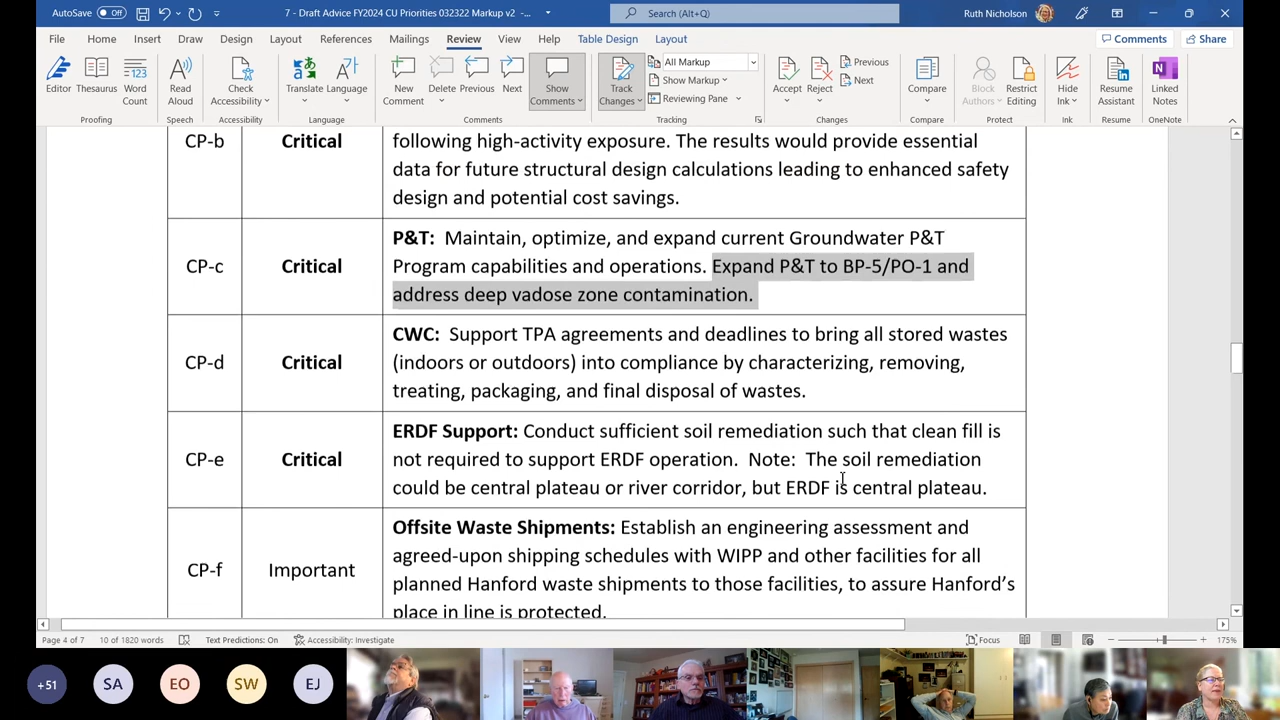 AutoSave Off
7 - Draft Advice FY2024 CU Priorities 032322 Markup v2 -...
Search (Alt+Q)
Ruth Nicholson
File Home Insert Draw Design Layout References Mailings Review View Help Table Design Layout
Comments Share
Editor Thesaurus Word Count
Read Aloud
Check Accessibility
Translate Language
New Comment Delete Previous Next Show Comments
Track Changes
All Markup
Show Markup
Reviewing Pane
Accept Reject
Previous
Next
Compare
Block Authors Restrict Editing
Hide Ink
Resume Assistant
Linked Notes
Proofing Speech Accessibility Language Comments Tracking Changes Compare Protect Ink Resume OneNote
CP-b Critical
following high-activity exposure. The results would provide essential
data for future structural design calculations leading to enhanced safety
design and potential cost savings.
CP-c Critical
P&T: Maintain, optimize, and expand current Groundwater P&T
Program capabilities and operations. Expand P&T to BP-5/PO-1 and
address deep vadose zone contamination.
CP-d Critical
CWC: Support TPA agreements and deadlines to bring all stored wastes
(indoors or outdoors) into compliance by characterizing, removing,
treating, packaging, and final disposal of wastes.
CP-e Critical
ERDF Support: Conduct sufficient soil remediation such that clean fill is
not required to support ERDF operation. Note: The soil remediation
could be central plateau or river corridor, but ERDF is central plateau.
CP-f Important
Offsite Waste Shipments: Establish an engineering assessment and
agreed-upon shipping schedules with WIPP and other facilities for all
planned Hanford waste shipments to those facilities, to assure Hanford's
place in line is protected.
Page 4 of 7 10 of 1820 words Text Predictions: On Accessibility: Investigate Focus 175%
+51 SA EO SW EJ